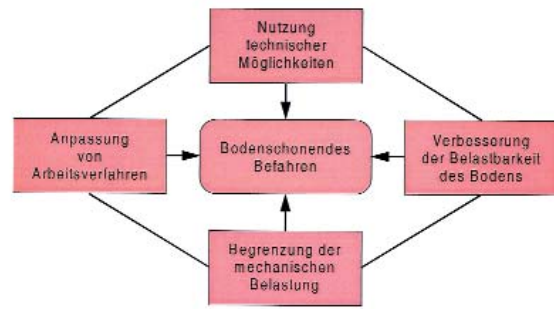 Nutzung
technischer
Möglichkeiten
Anpassung
von
Arbeitsverfahren
Bodenschonendes
Befahren
Verbesserung
der Belastbarkeit
des Bodens
Begrenzung der
mechanischen
Belastung